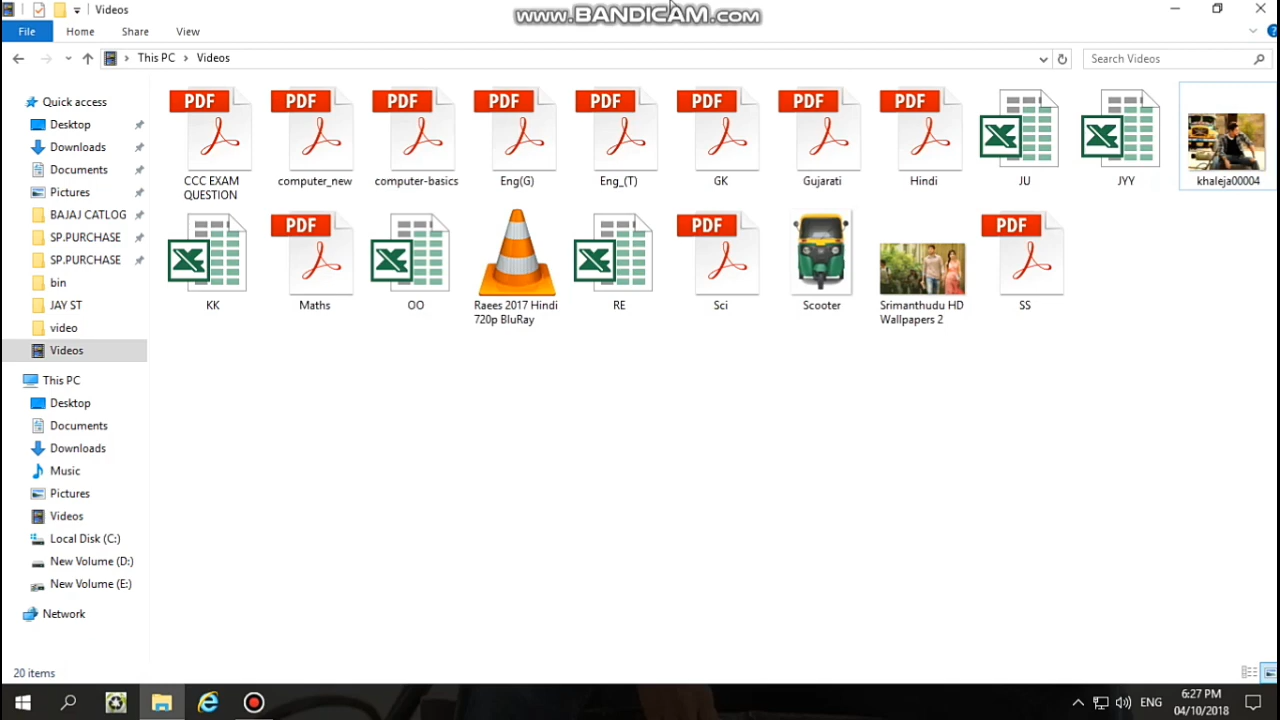 Videos
www.BANDICAM.com
File Home Share View
This PC Videos
Search Videos
Quick access
Desktop
Downloads
Documents
Pictures
BAJAJ CATLOG
SP.PURCHASE
SP.PURCHASE
bin
JAY ST
video
Videos
This PC
Desktop
Documents
Downloads
Music
Pictures
Videos
Local Disk (C:)
New Volume (D:)
New Volume (E:)
Network
PDF PDF PDF PDF PDF PDF PDF PDF
CCC EXAM QUESTION
computer_new
computer-basics
Eng(G)
Eng_(T)
GK
Gujarati
Hindi
JU
JYY
khaleja00004
PDF PDF PDF
KK
Maths
OO
Raees 2017 Hindi
720p BluRay
RE
Sci
Scooter
Srimanthudu HD
Wallpapers 2
SS
20 items
ENG
6:27 PM
04/10/2018